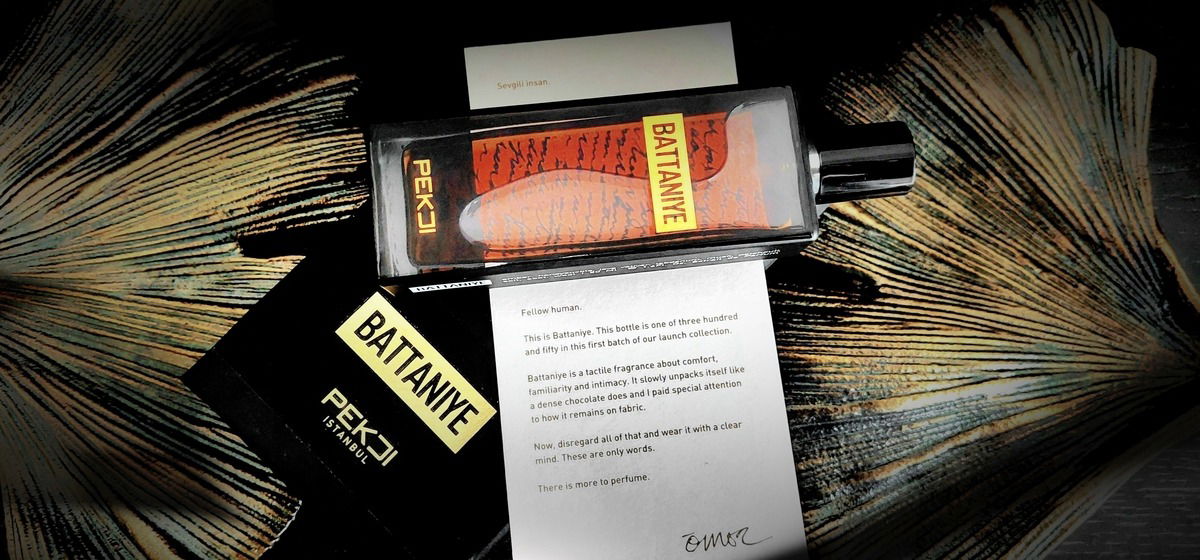 Sevgili insan.
BATTANIYE
PEKJI
BATTANIYE
Fellow human.
This is Battaniye. This bottle is one of three hundred
and fifty in this first batch of our launch collection.
Battaniye is a tactile fragrance about comfort,
familiarity and intimacy. It slowly unpacks itself like
a dense chocolate does and I paid special attention
to how it remains on fabric.
Now, disregard all of that and wear it with a clear
mind. These are only words.
There is more to perfume.
omer
BATTANIYE
PEKJI
ISTANBUL